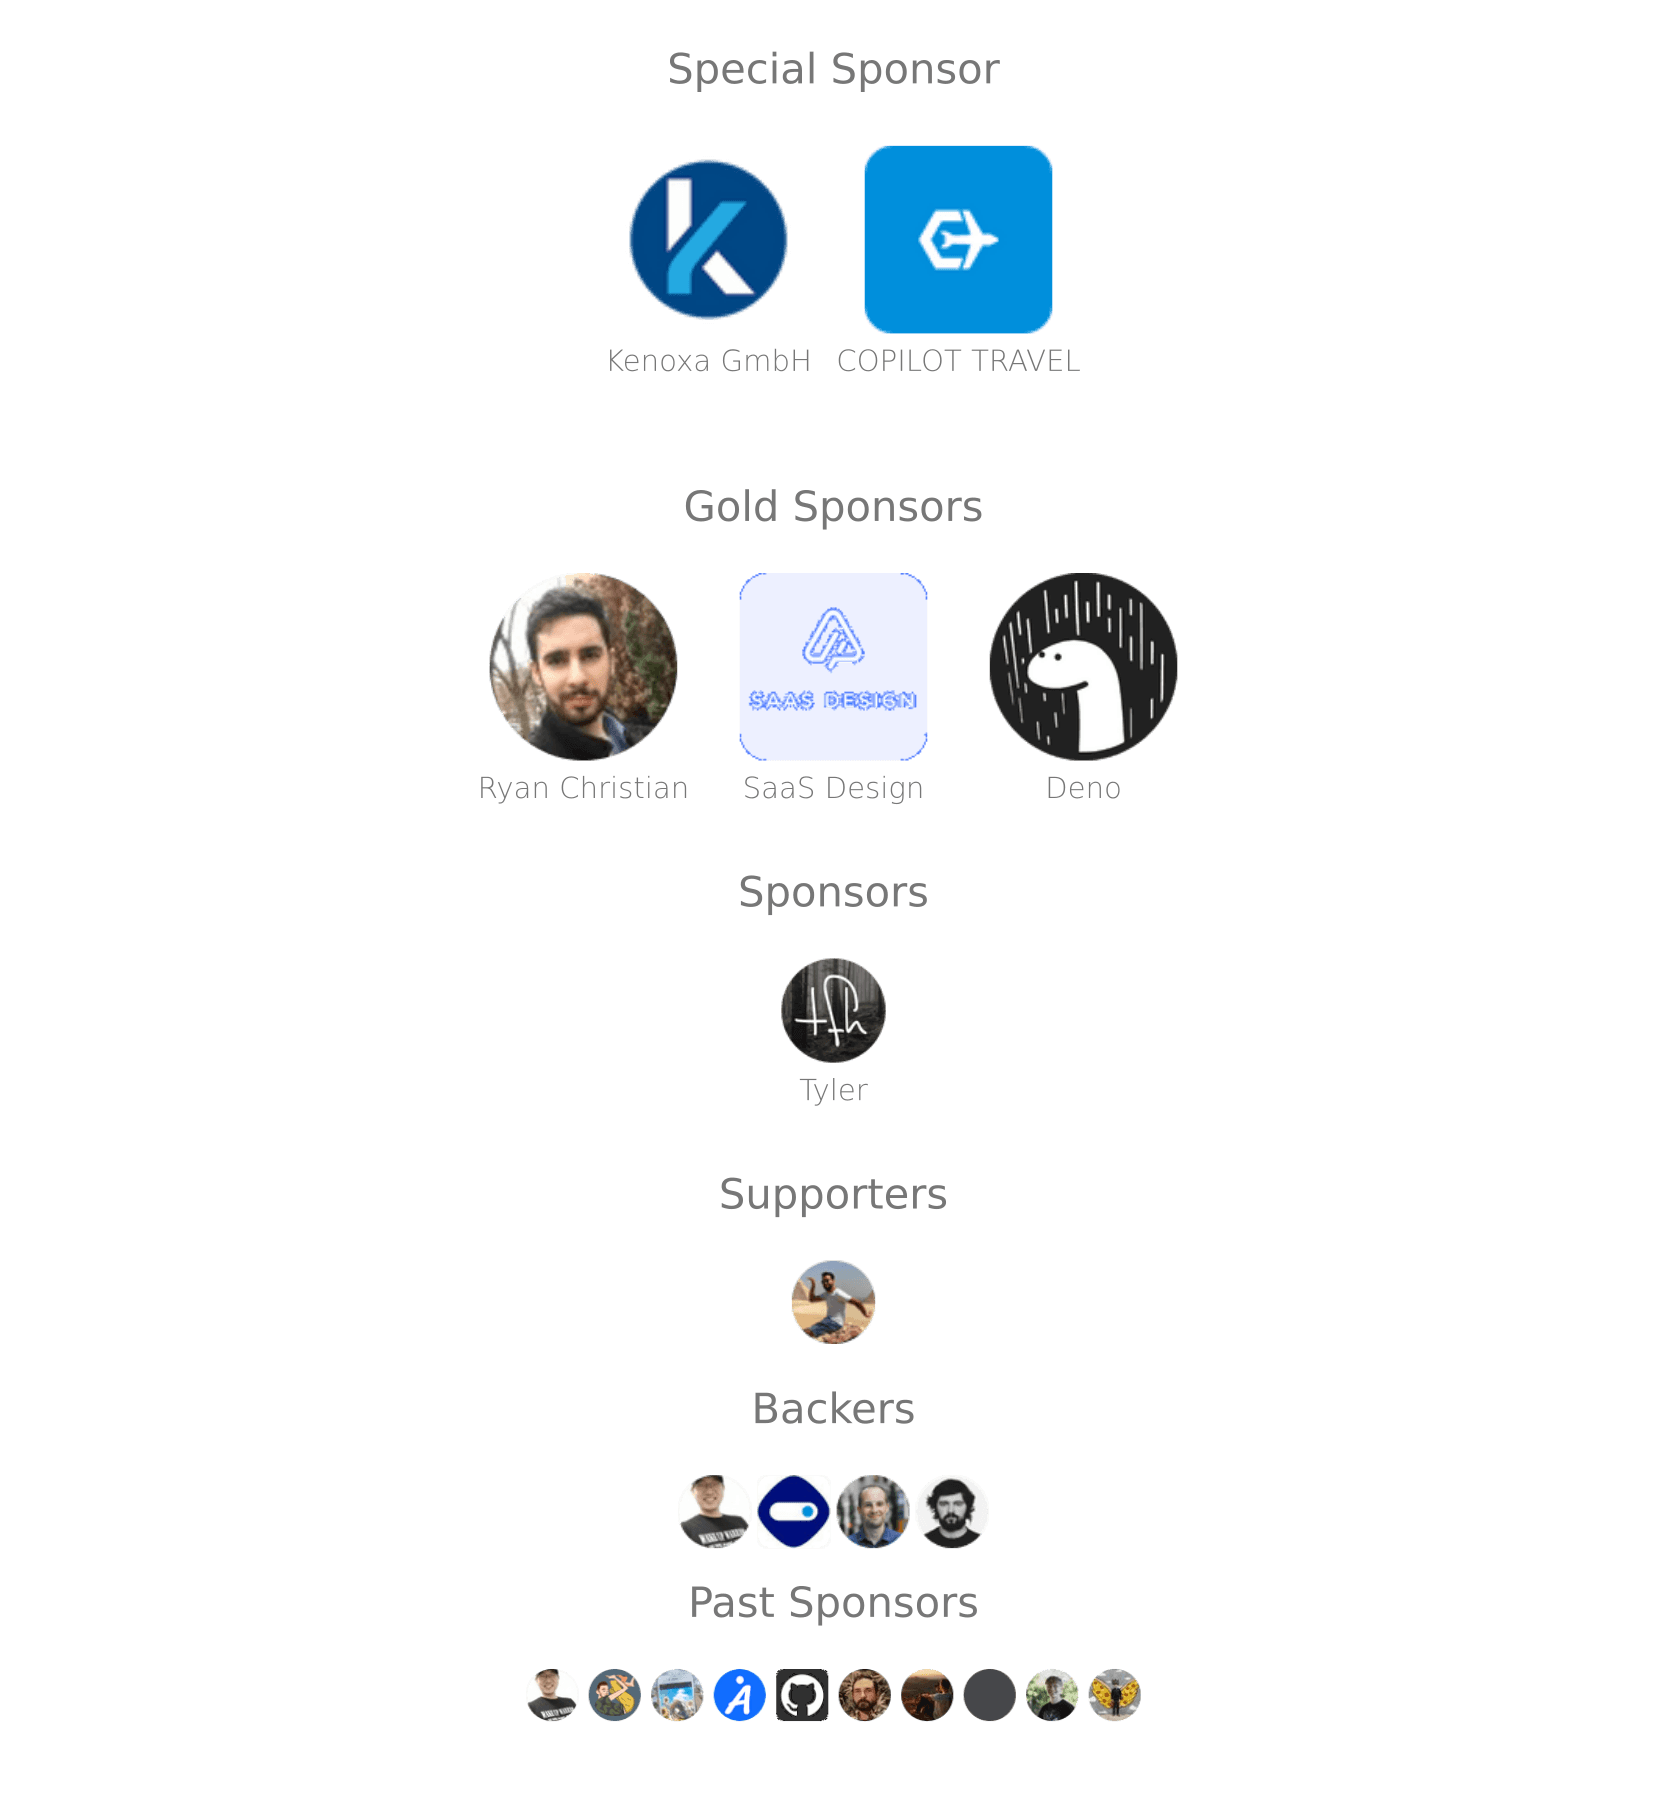 Special Sponsor
Kenoxa GmbH COPILOT TRAVEL
Gold Sponsors
SAAS DESIGN
Ryan Christian SaaS Design Deno
Sponsors
tfh
Tyler
Supporters
Backers
Past Sponsors